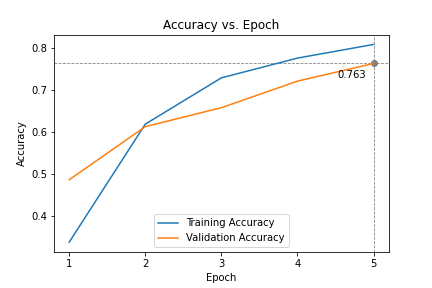 Accuracy vs. Epoch
0.8
0.7
0.6
0.5
0.4
Accuracy
0.763
Training Accuracy
Validation Accuracy
1 2 3 4 5
Epoch